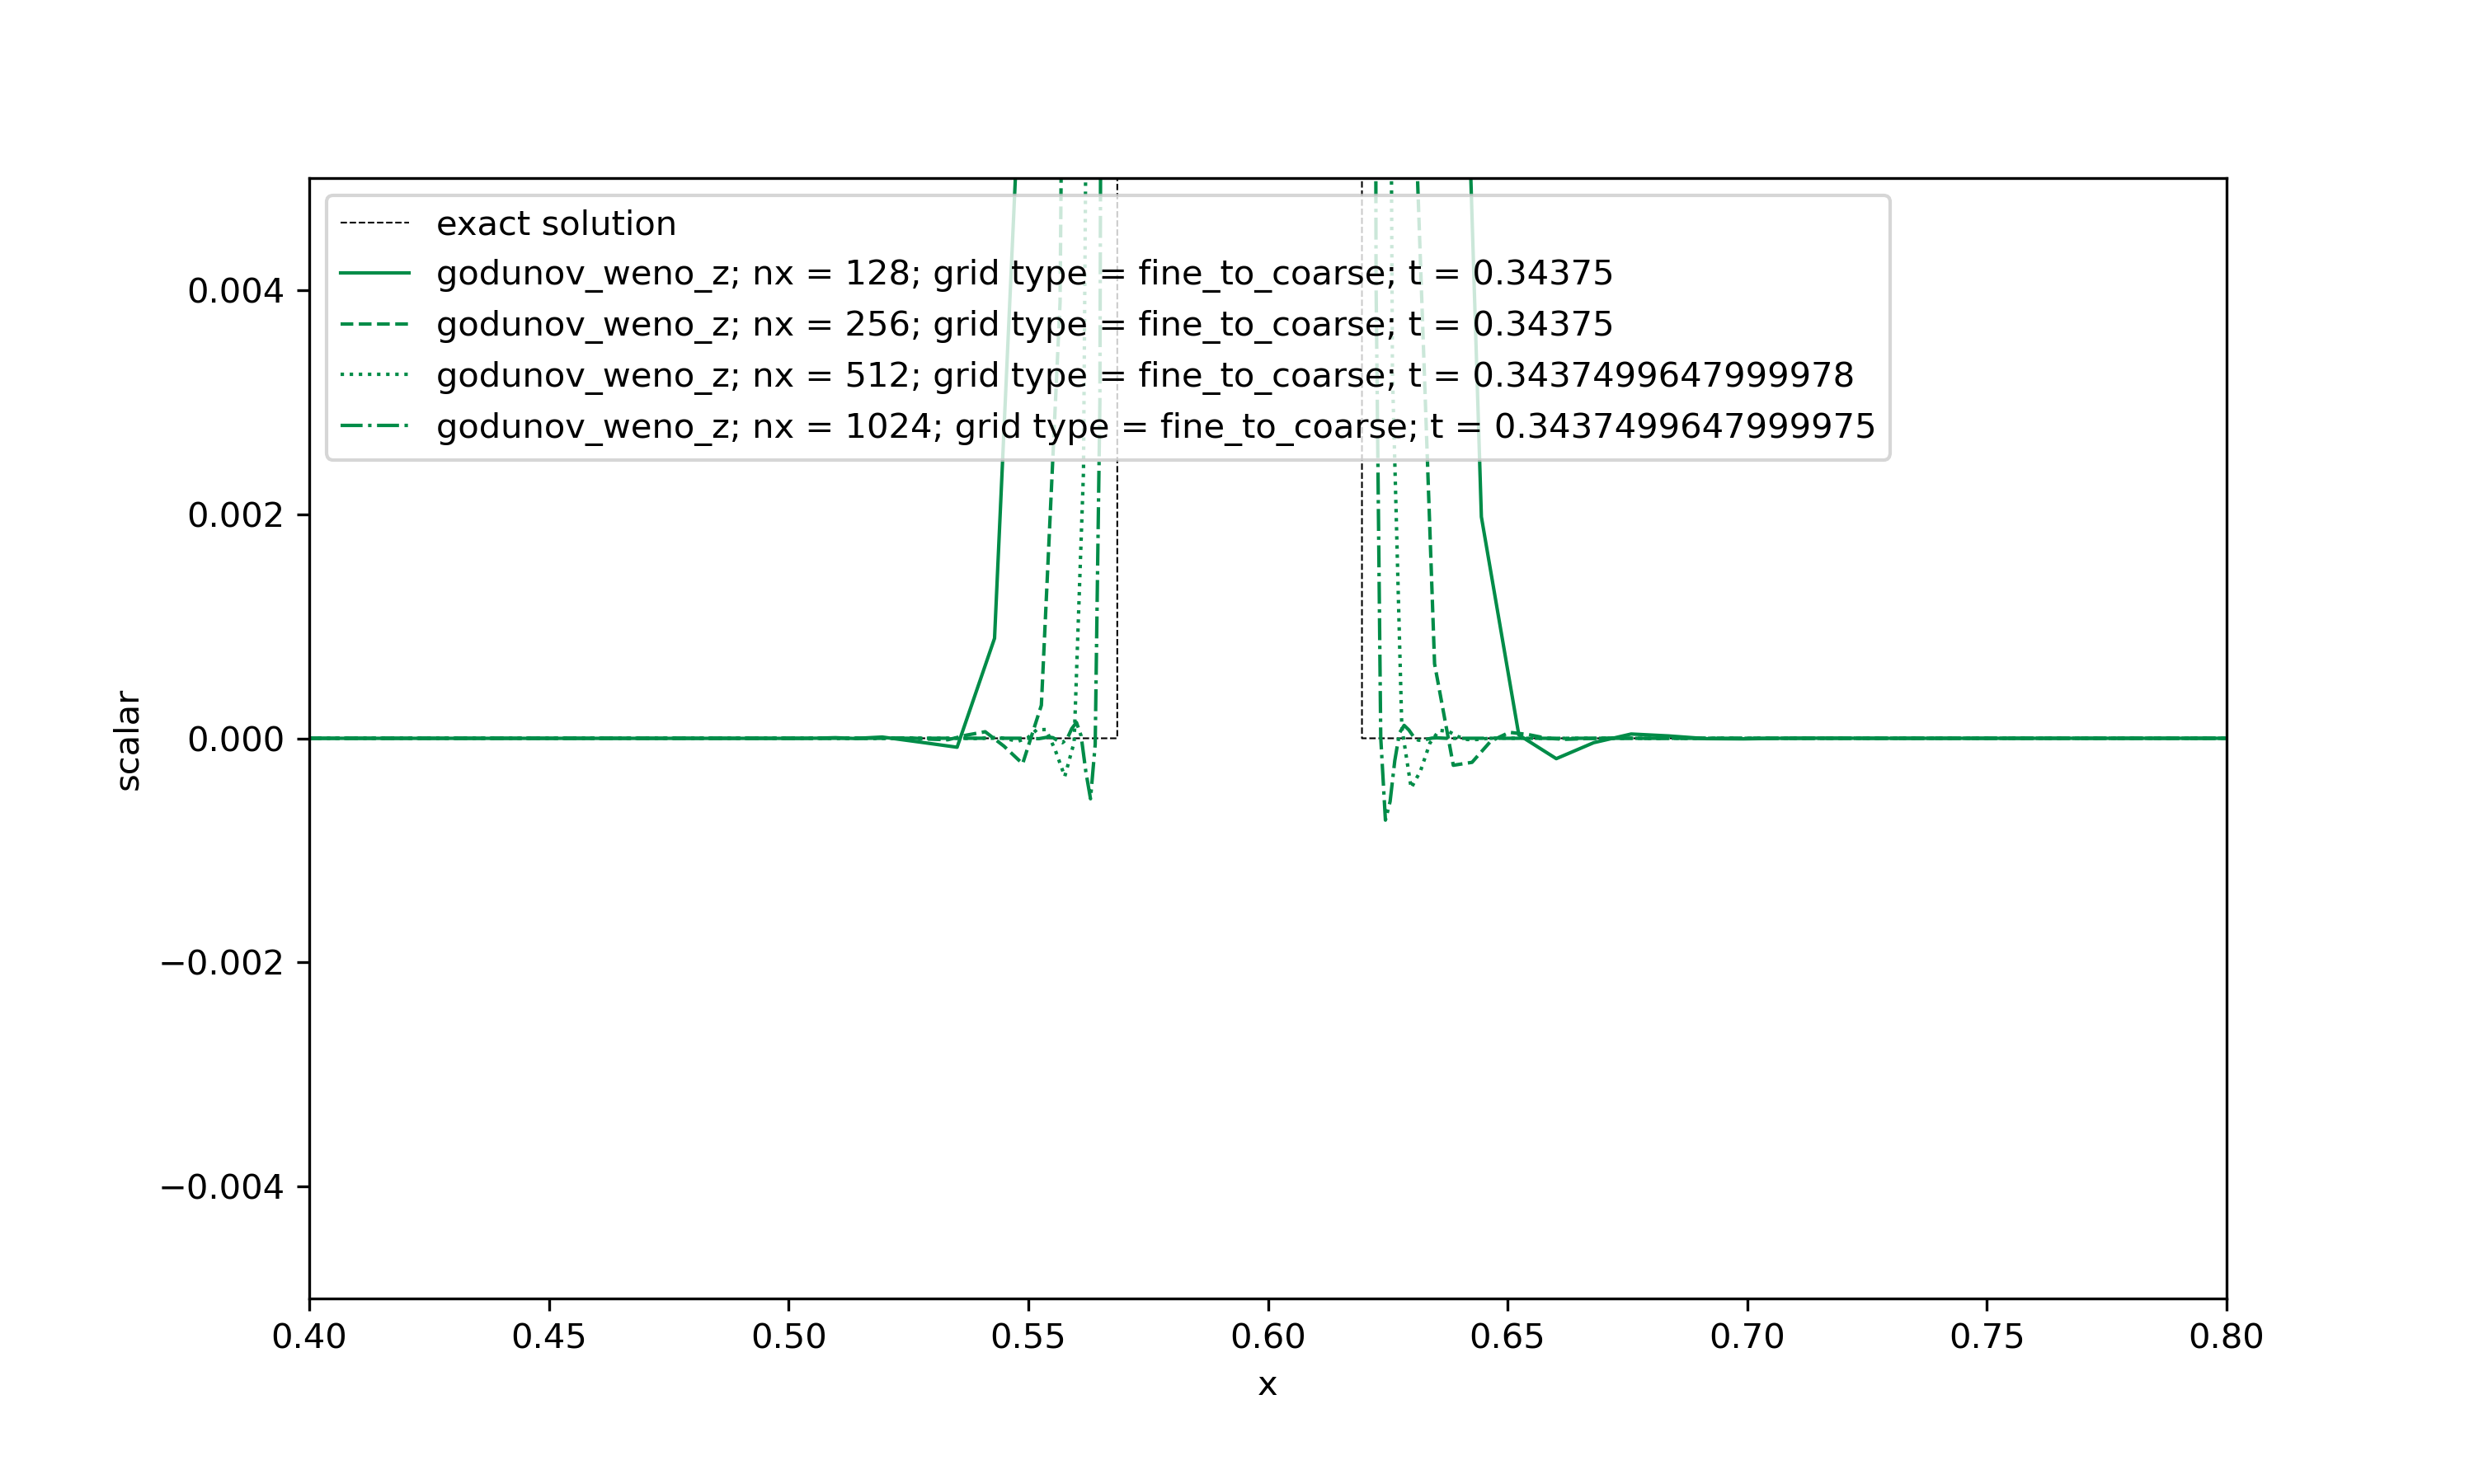 exact solution
godunov_weno_z; nx = 128; grid type = fine_to_coarse; t = 0.34375
godunov_weno_z; nx = 256; grid type = fine_to_coarse; t = 0.34375
godunov_weno_z; nx = 512; grid type = fine_to_coarse; t = 0.3437499647999978
godunov_weno_z; nx = 1024; grid type = fine_to_coarse; t = 0.3437499647999975
0.004
0.002
0.000
−0.002
−0.004
scalar
0.40 0.45 0.50 0.55 0.60 0.65 0.70 0.75 0.80
x